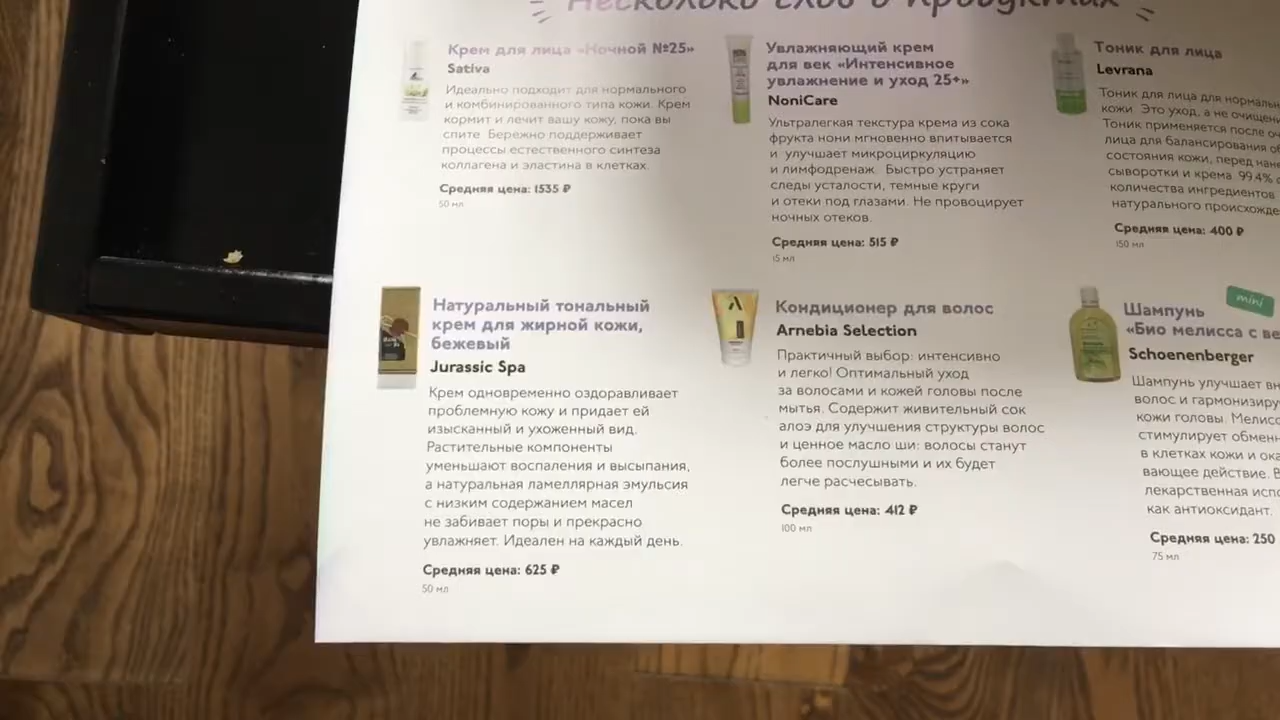 Несколько слов о продуктах
Крем для лица «Ночной №25»
Sativa
Идеально подходит для нормального
и комбинированного типа кожи. Крем
кормит и лечит вашу кожу, пока вы
спите. Бережно поддерживает
процессы естественного синтеза
коллагена и эластина в клетках.
Средняя цена: 1535 ₽
50 мл
Увлажняющий крем
для век «Интенсивное
увлажнение и уход 25+»
NoniCare
Ультралегкая текстура крема из сока
фрукта нони мгновенно впитывается
и улучшает микроциркуляцию
и лимфодренаж. Быстро устраняет
следы усталости, темные круги
и отеки под глазами. Не провоцирует
ночных отеков.
Средняя цена: 515 ₽
15 мл
Тоник для лица
Levrana
Тоник для лица для нормаль
кожи. Это уход, а не очищен
Тоник применяется после о
лица для балансирования
состояния кожи, перед нане
сыворотки и крема. 99.4%
количества ингредиентов
натурального происхожде
Средняя цена: 400 ₽
150 мл
Натуральный тональный
крем для жирной кожи,
бежевый
Jurassic Spa
Крем одновременно оздоравливает
проблемную кожу и придает ей
изысканный и ухоженный вид.
Растительные компоненты
уменьшают воспаления и высыпания,
а натуральная ламеллярная эмульсия
с низким содержанием масел
не забивает поры и прекрасно
увлажняет. Идеален на каждый день.
Средняя цена: 625 ₽
50 мл
Кондиционер для волос
Arnebia Selection
Практичный выбор: интенсивно
и легко! Оптимальный уход
за волосами и кожей головы после
мытья. Содержит живительный сок
алоэ для улучшения структуры волос
и ценное масло ши: волосы станут
более послушными и их будет
легче расчесывать.
Средняя цена: 412 ₽
100 мл
mini
Шампунь
«Био мелисса с ве
Schoenenberger
Шампунь улучшает вн
волос и гармонизиру
кожи головы. Мелисс
стимулирует обмен
в клетках кожи и ока
вающее действие. В
лекарственная испо
как антиоксидант.
Средняя цена: 250
75 мл